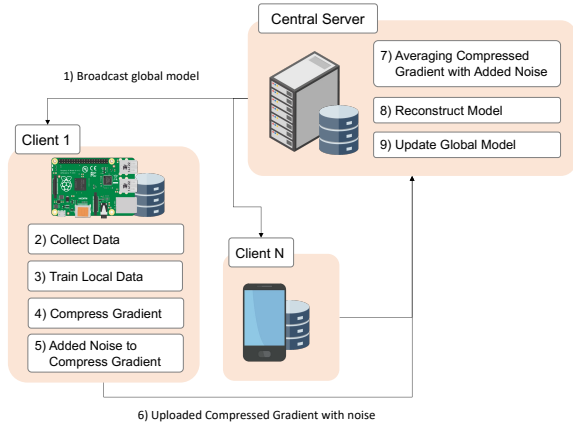 Central Server
7) Averaging Compressed
Gradient with Added Noise
8) Reconstruct Model
9) Update Global Model
1) Broadcast global model
Client 1
2) Collect Data
3) Train Local Data
4) Compress Gradient
5) Added Noise to
Compress Gradient
Client N
6) Uploaded Compressed Gradient with noise